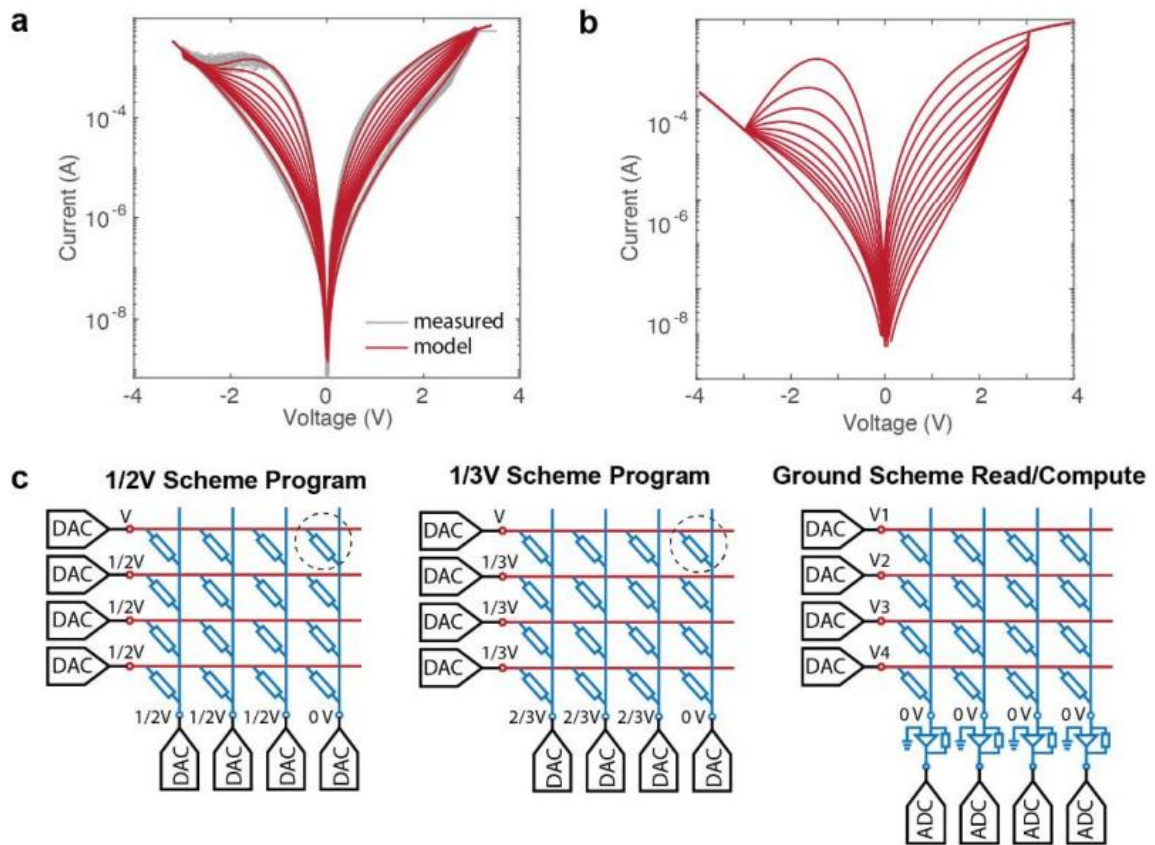 a
b
Current (A)
10⁻⁴
10⁻⁶
10⁻⁸
measured
model
-4
-2
0
2
4
Voltage (V)
Current (A)
10⁻⁴
10⁻⁶
10⁻⁸
-4
-2
0
2
4
Voltage (V)
c
1/2V Scheme Program
DAC
V
DAC
1/2V
DAC
1/2V
DAC
1/2V
1/2V
1/2V
1/2V
0 V
DAC
DAC
DAC
DAC
1/3V Scheme Program
DAC
V
DAC
1/3V
DAC
1/3V
DAC
1/3V
2/3V
2/3V
2/3V
0 V
DAC
DAC
DAC
DAC
Ground Scheme Read/Compute
DAC
V1
DAC
V2
DAC
V3
DAC
V4
0 V
0 V
0 V
0 V
ADC
ADC
ADC
ADC